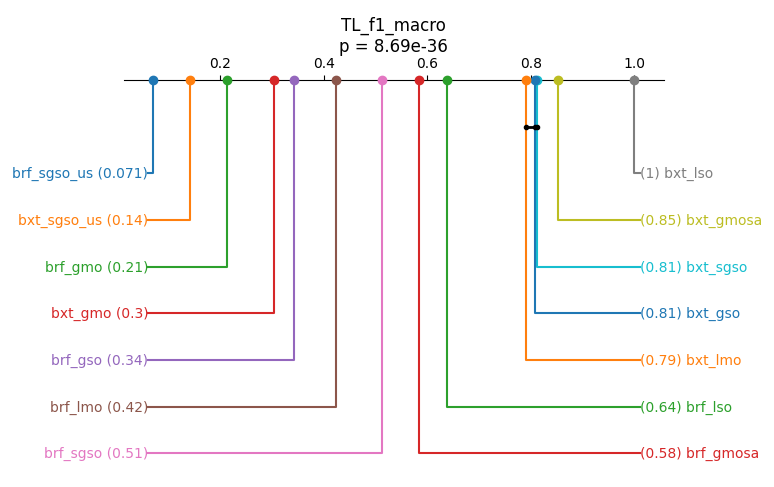 TL_f1_macro
p = 8.69e-36
0.2 0.4 0.6 0.8 1.0
brf_sgso_us (0.071) (1) bxt_lso
bxt_sgso_us (0.14) (0.85) bxt_gmosa
brf_gmo (0.21) (0.81) bxt_sgso
bxt_gmo (0.3) (0.81) bxt_gso
brf_gso (0.34) (0.79) bxt_lmo
brf_lmo (0.42) (0.64) brf_lso
brf_sgso (0.51) (0.58) brf_gmosa